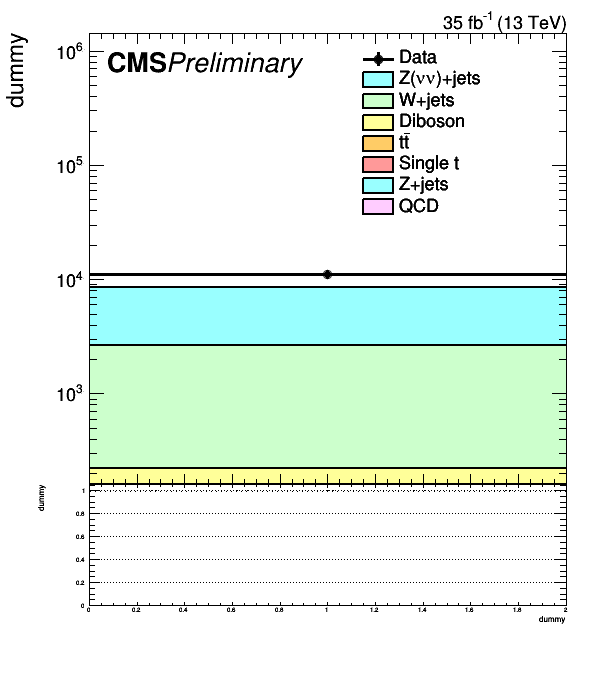 35 fb⁻¹ (13 TeV)
dummy
CMSPreliminary
Data
Z(νν)+jets
W+jets
Diboson
tt̄
Single t
Z+jets
QCD
10⁶
10⁵
10⁴
10³
dummy
1
0.8
0.6
0.4
0.2
0
0 0.2 0.4 0.6 0.8 1 1.2 1.4 1.6 1.8 2
dummy